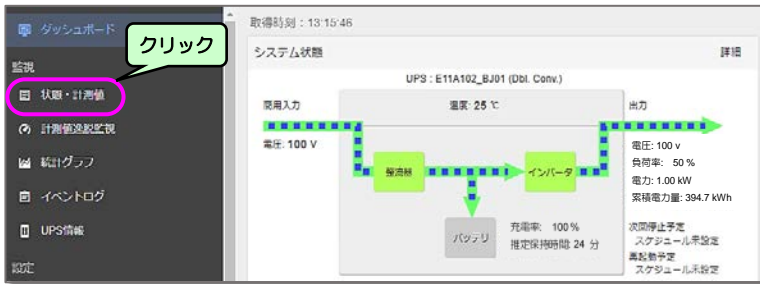 ダッシュボード
クリック
監視
状態・計測値
計測値逸脱監視
統計グラフ
イベントログ
UPS情報
設定
取得時刻：13:15:46
システム状態
詳細
UPS : E11A102_BJ01 (Dbl. Conv.)
商用入力
温度: 25 ℃
出力
電圧: 100 V
整流器
インバータ
電圧: 100 v
負荷率: 50 %
電力: 1.00 kW
累積電力量: 394.7 kWh
バッテリ
充電率: 100 %
推定保持時間: 24 分
次回停止予定
スケジュール未設定
再起動予定
スケジュール未設定